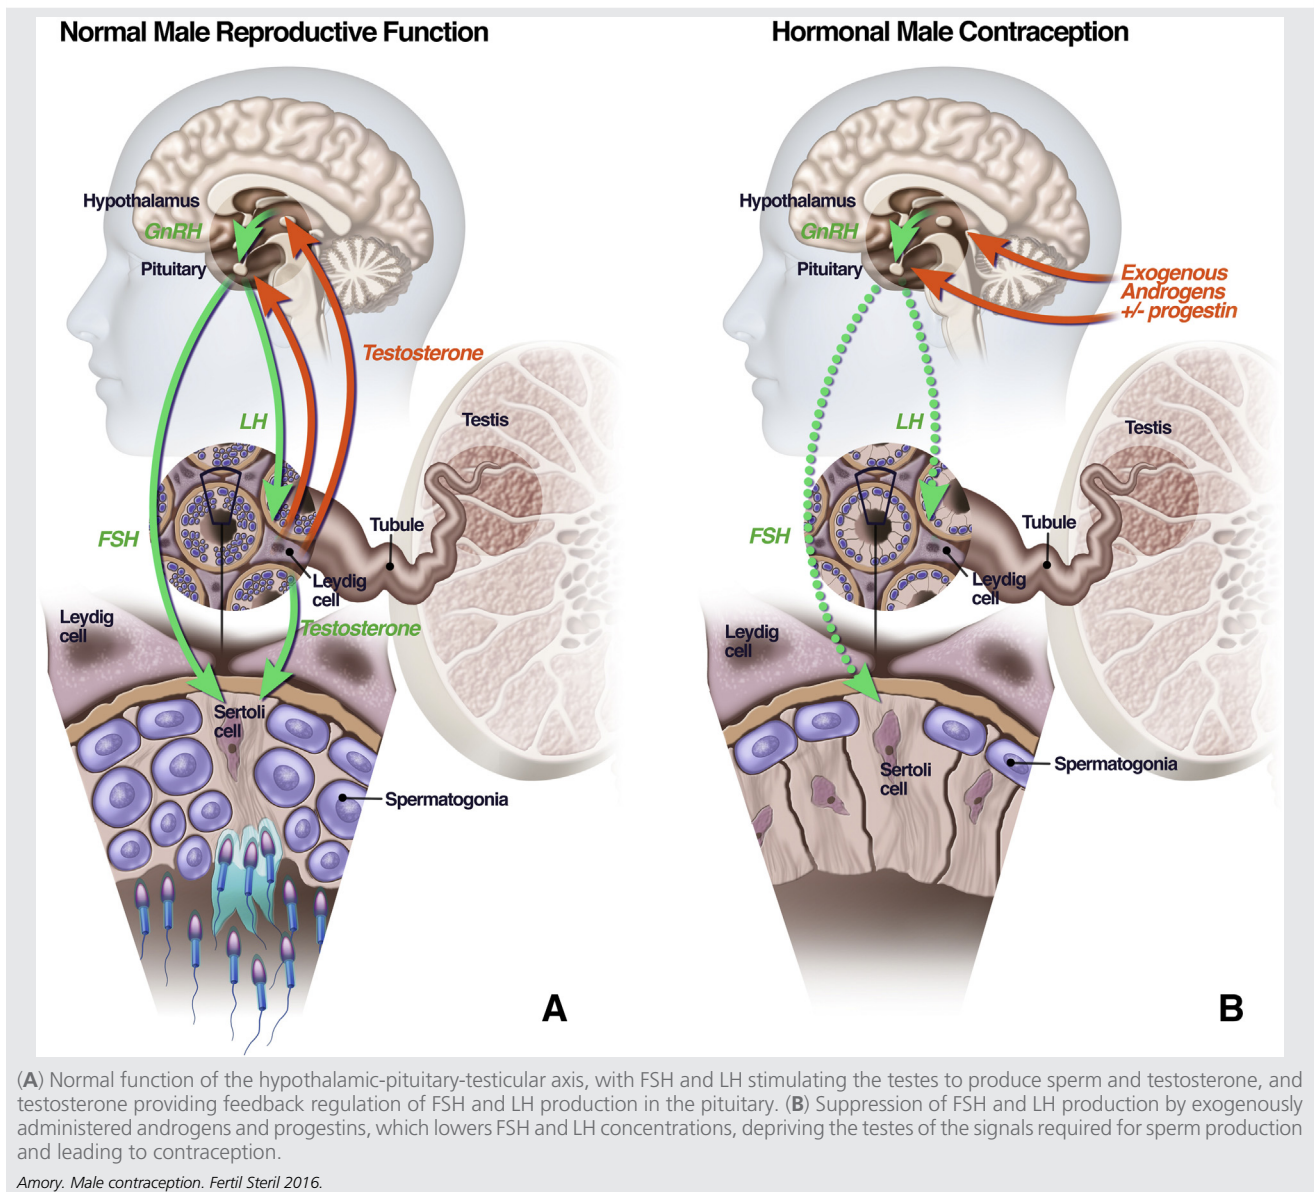 Normal Male Reproductive Function
Hypothalamus
GnRH
Pituitary
Testosterone
LH
Testis
FSH
Tubule
Leydig
cell
Testosterone
Leydig
cell
Sertoli
cell
Spermatogonia
A
Hormonal Male Contraception
Hypothalamus
GnRH
Pituitary
Exogenous
Androgens
+/- progestin
LH
Testis
FSH
Tubule
Leydig
cell
Leydig
cell
Sertoli
cell
Spermatogonia
B
(A) Normal function of the hypothalamic-pituitary-testicular axis, with FSH and LH stimulating the testes to produce sperm and testosterone, and
testosterone providing feedback regulation of FSH and LH production in the pituitary. (B) Suppression of FSH and LH production by exogenously
administered androgens and progestins, which lowers FSH and LH concentrations, depriving the testes of the signals required for sperm production
and leading to contraception.
Amory. Male contraception. Fertil Steril 2016.